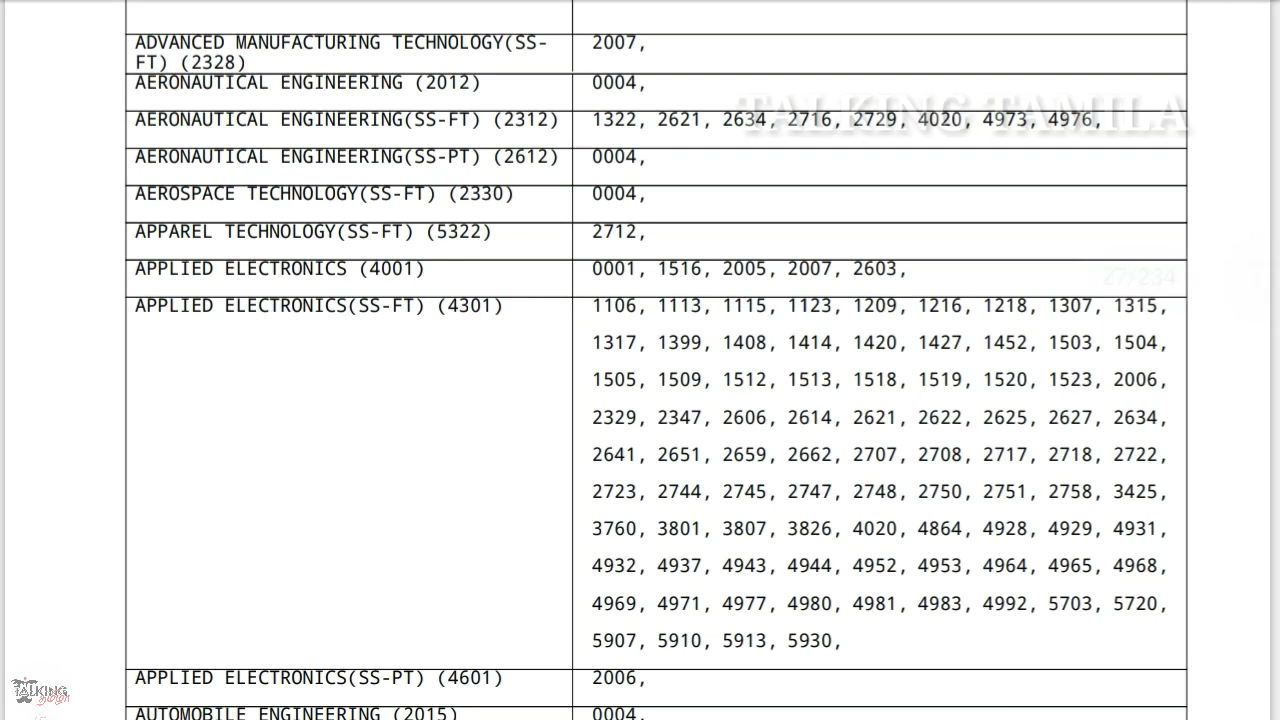 ADVANCED MANUFACTURING TECHNOLOGY(SS-
FT) (2328)
2007,
AERONAUTICAL ENGINEERING (2012)
0004,
TALKING TAMILA
AERONAUTICAL ENGINEERING(SS-FT) (2312)
1322, 2621, 2634, 2716, 2729, 4020, 4973, 4976,
AERONAUTICAL ENGINEERING(SS-PT) (2612)
0004,
AEROSPACE TECHNOLOGY(SS-FT) (2330)
0004,
APPAREL TECHNOLOGY(SS-FT) (5322)
2712,
APPLIED ELECTRONICS (4001)
0001, 1516, 2005, 2007, 2603,
27/234
APPLIED ELECTRONICS(SS-FT) (4301)
1106, 1113, 1115, 1123, 1209, 1216, 1218, 1307, 1315,
1317, 1399, 1408, 1414, 1420, 1427, 1452, 1503, 1504,
1505, 1509, 1512, 1513, 1518, 1519, 1520, 1523, 2006,
2329, 2347, 2606, 2614, 2621, 2622, 2625, 2627, 2634,
2641, 2651, 2659, 2662, 2707, 2708, 2717, 2718, 2722,
2723, 2744, 2745, 2747, 2748, 2750, 2751, 2758, 3425,
3760, 3801, 3807, 3826, 4020, 4864, 4928, 4929, 4931,
4932, 4937, 4943, 4944, 4952, 4953, 4964, 4965, 4968,
4969, 4971, 4977, 4980, 4981, 4983, 4992, 5703, 5720,
5907, 5910, 5913, 5930,
APPLIED ELECTRONICS(SS-PT) (4601)
2006,
AUTOMOBILE ENGINEERING (2015)
0004,
TALKING